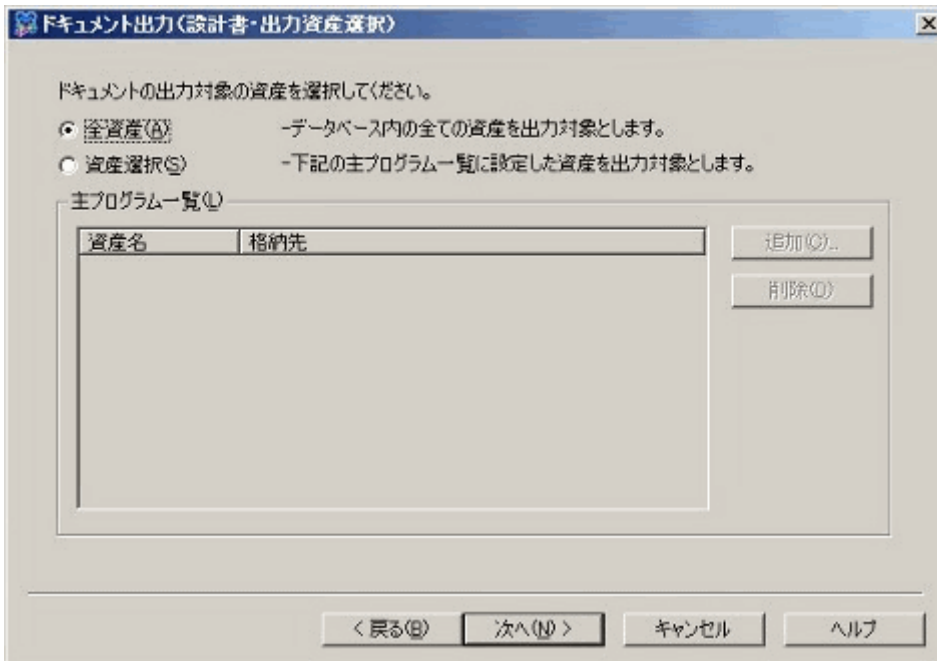 ドキュメント出力(設計書・出力資産選択)
ドキュメントの出力対象の資産を選択してください。
全資産(A) -データベース内の全ての資産を出力対象とします。
資産選択(S) -下記の主プログラム一覧に設定した資産を出力対象とします。
主プログラム一覧(L)
資産名 格納先
追加(O)...
削除(D)
< 戻る(B) 次へ(N) > キャンセル ヘルプ